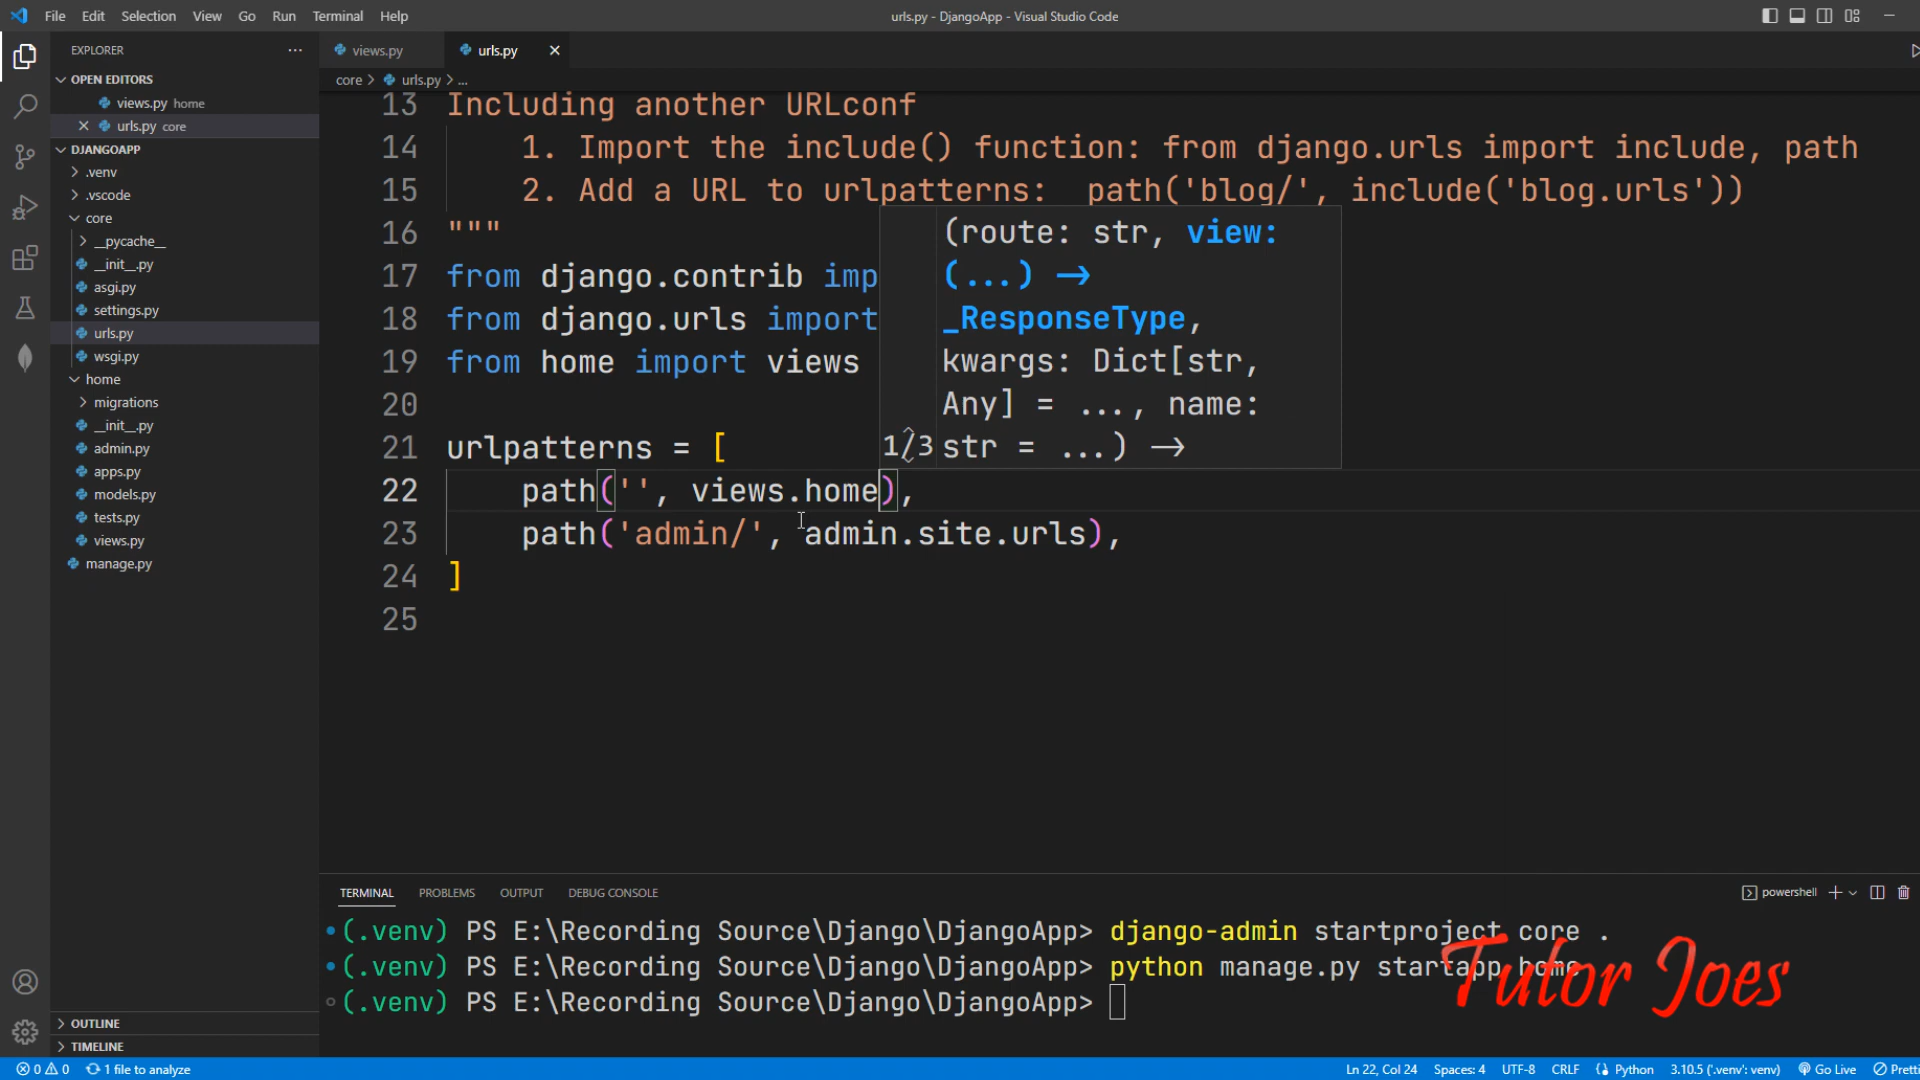 File Edit Selection View Go Run Terminal Help
urls.py - DjangoApp - Visual Studio Code
EXPLORER
OPEN EDITORS
views.py home
urls.py core
DJANGOAPP
.venv
.vscode
core
__pycache__
__init__.py
asgi.py
settings.py
urls.py
wsgi.py
home
migrations
__init__.py
admin.py
apps.py
models.py
tests.py
views.py
manage.py
OUTLINE
TIMELINE
views.py
urls.py
core > urls.py > ...
13 Including another URLconf
14 1. Import the include() function: from django.urls import include, path
15 2. Add a URL to urlpatterns:  path('blog/', include('blog.urls'))
16 """
17 from django.contrib imp
18 from django.urls import
19 from home import views
20
21 urlpatterns = [
22 path('', views.home),
23 path('admin/', admin.site.urls),
24 ]
25
(route: str, view:
(...) ->
_ResponseType,
kwargs: Dict[str,
Any] = ..., name:
1/3 str = ...) ->
TERMINAL PROBLEMS OUTPUT DEBUG CONSOLE
powershell
(.venv) PS E:\Recording Source\Django\DjangoApp> django-admin startproject core .
(.venv) PS E:\Recording Source\Django\DjangoApp> python manage.py startapp home
(.venv) PS E:\Recording Source\Django\DjangoApp>
Tutor Joes
0 0 1 file to analyze
Ln 22, Col 24 Spaces: 4 UTF-8 CRLF Python 3.10.5 ('.venv': venv) Go Live Pretti